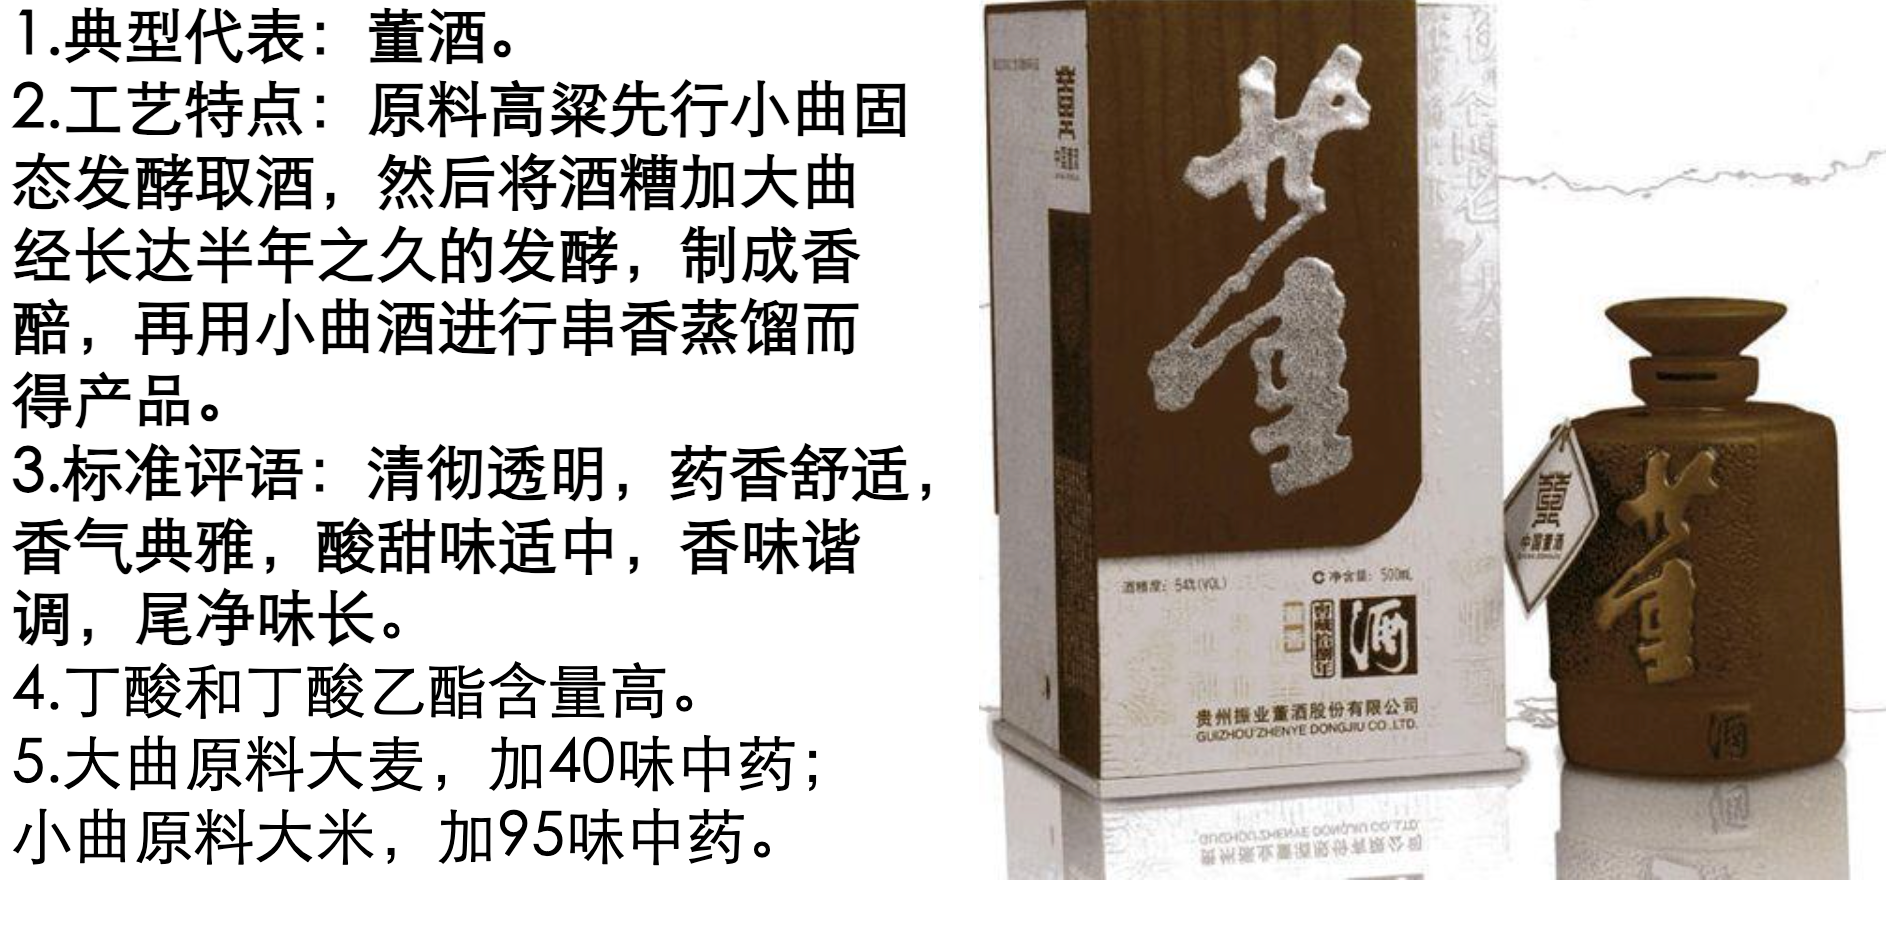 1.典型代表：董酒。
2.工艺特点：原料高粱先行小曲固
态发酵取酒，然后将酒糟加大曲
经长达半年之久的发酵，制成香
醅，再用小曲酒进行串香蒸馏而
得产品。
3.标准评语：清彻透明，药香舒适，
香气典雅，酸甜味适中，香味谐
调，尾净味长。
4.丁酸和丁酸乙酯含量高。
5.大曲原料大麦，加40味中药；
小曲原料大米，加95味中药。
董
酒精度：54%(VOL)
净含量：500mL
窖藏拾捌年
酒
贵州振业董酒股份有限公司
GUIZHOU ZHENYE DONGJIU CO.,LTD.
董
中国董酒
董
酒